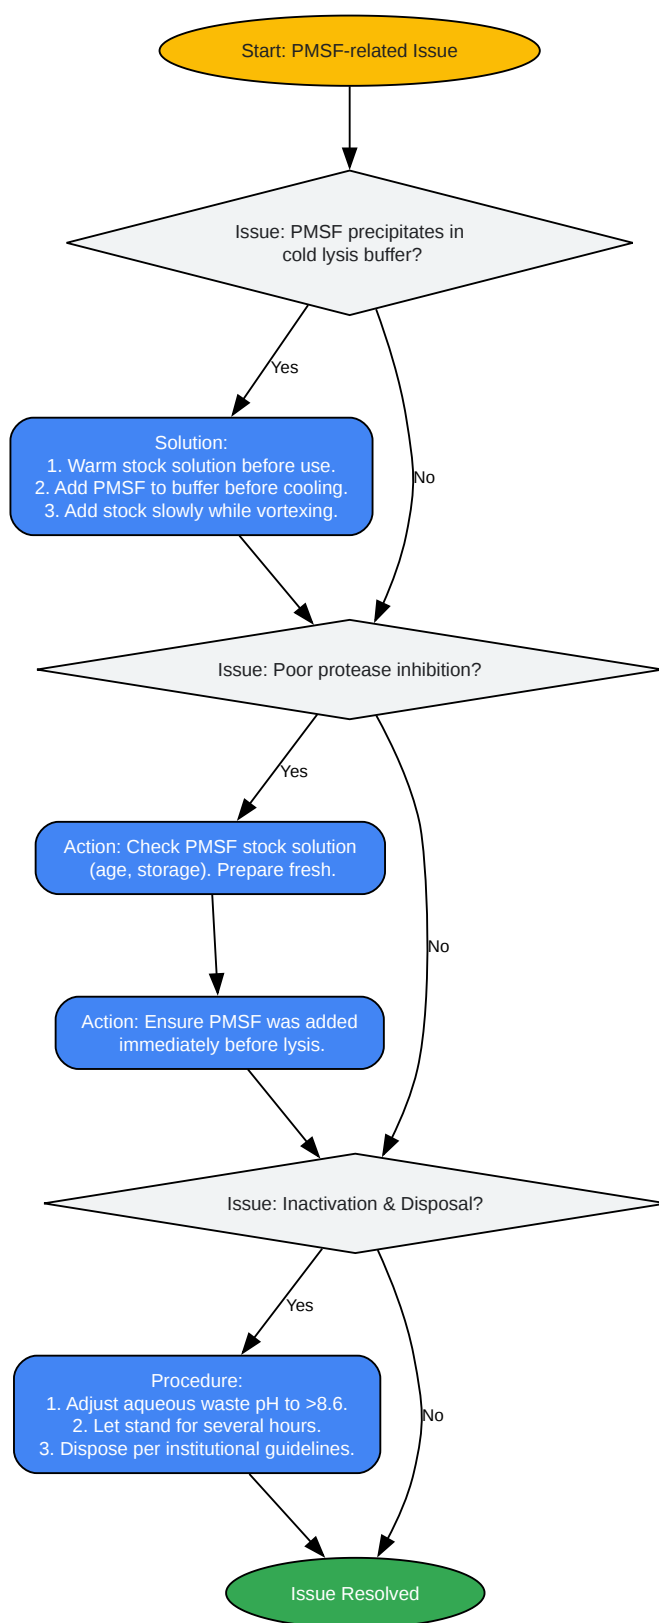 Start: PMSF-related Issue
Issue: PMSF precipitates in
cold lysis buffer?
Yes
Solution:
1. Warm stock solution before use.
2. Add PMSF to buffer before cooling.
3. Add stock slowly while vortexing.
No
Issue: Poor protease inhibition?
Yes
Action: Check PMSF stock solution
(age, storage). Prepare fresh.
No
Action: Ensure PMSF was added
immediately before lysis.
Issue: Inactivation & Disposal?
Yes
Procedure:
1. Adjust aqueous waste pH to >8.6.
2. Let stand for several hours.
3. Dispose per institutional guidelines.
No
Issue Resolved